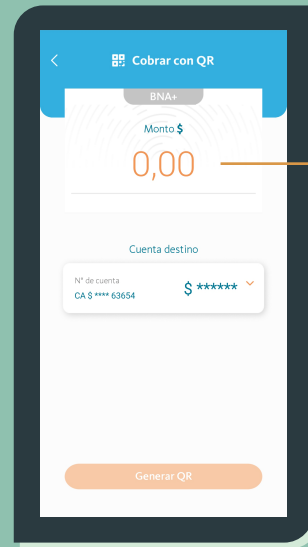 Cobrar con QR
BNA+
Monto $
0,00
Cuenta destino
N° de cuenta
CA $ **** 63654
$ ******
Generar QR